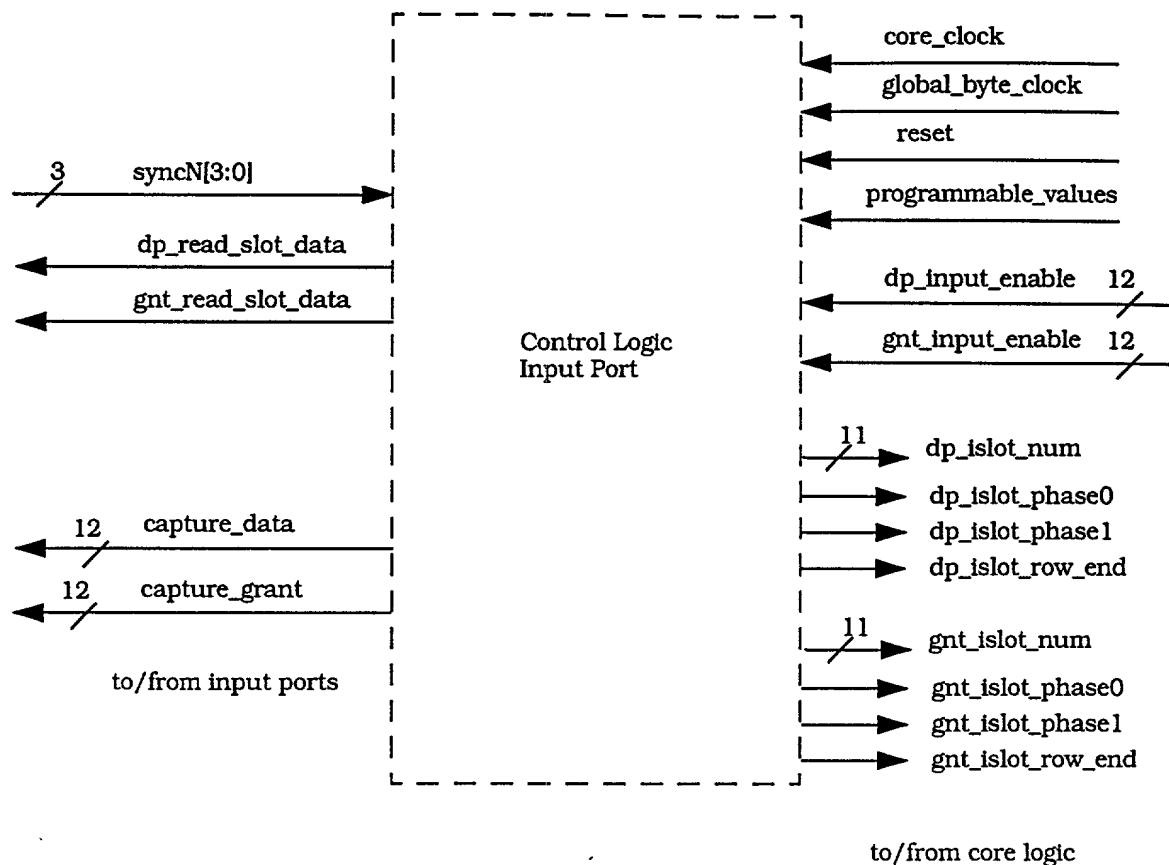 core_clock
global_byte_clock
reset
3
syncN[3:0]
programmable_values
dp_read_slot_data
dp_input_enable 12
gnt_read_slot_data
gnt_input_enable 12
Control Logic
Input Port
11
dp_islot_num
dp_islot_phase0
12
capture_data
dp_islot_phase1
dp_islot_row_end
12
capture_grant
11
gnt_islot_num
to/from input ports
gnt_islot_phase0
gnt_islot_phase1
gnt_islot_row_end
to/from core logic